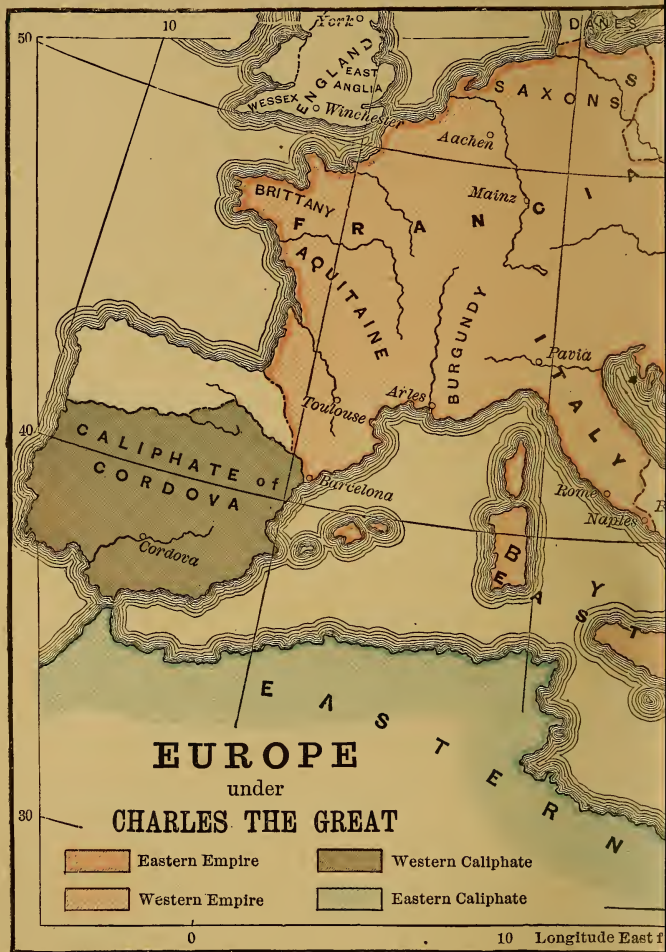 10
50
York
DANES
ENGLAND
EAST
ANGLIA
WESSEX
Winchester
SAXONS
Aachen
Mainz
BRITTANY
FRANCIA
AQUITAINE
BURGUNDY
Pavia
ITALY
Toulouse
Arles
40
CALIPHATE of
CORDOVA
Barcelona
Rome
Naples
Cordova
BY
EAST
EASTERN
EUROPE
under
CHARLES THE GREAT
30
Eastern Empire
Western Caliphate
Western Empire
Eastern Caliphate
0
10
Longitude East f